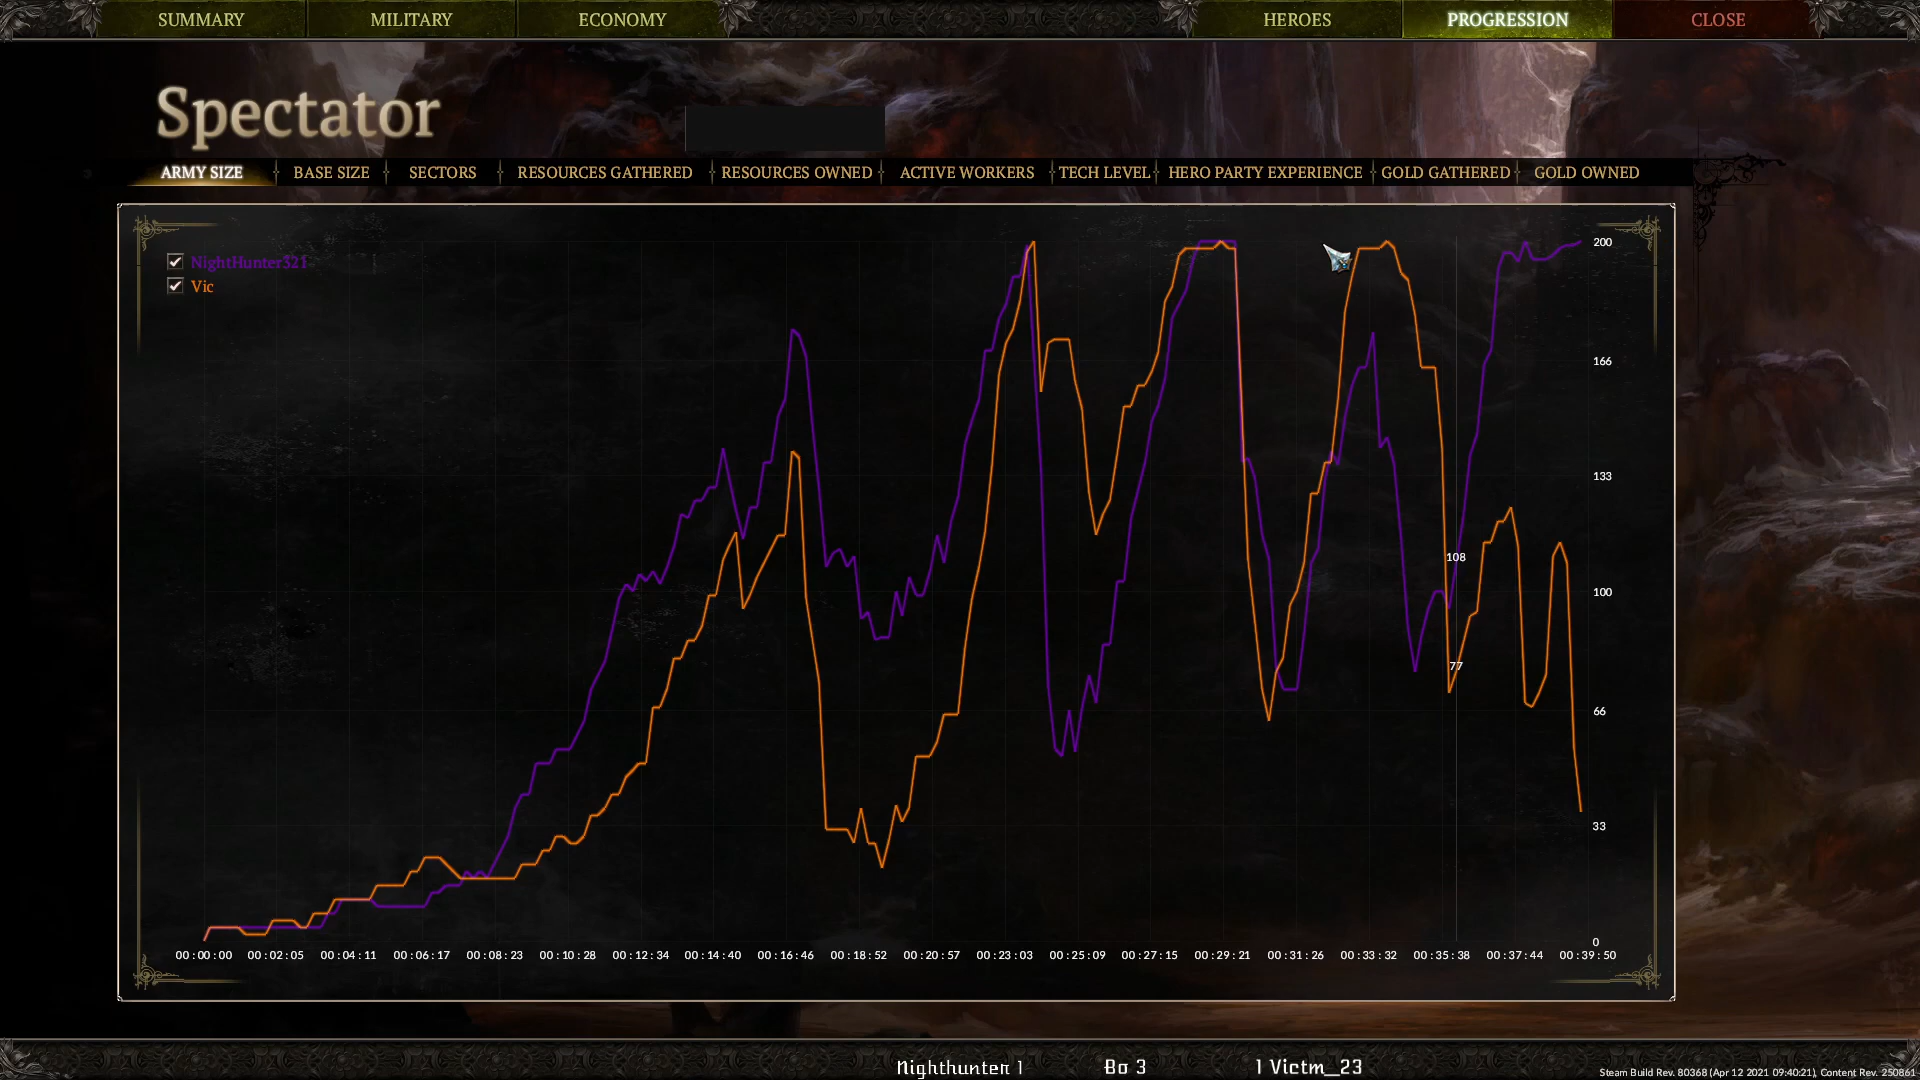 SUMMARY MILITARY ECONOMY HEROES PROGRESSION CLOSE
Spectator
ARMY SIZE BASE SIZE SECTORS RESOURCES GATHERED RESOURCES OWNED ACTIVE WORKERS TECH LEVEL HERO PARTY EXPERIENCE GOLD GATHERED GOLD OWNED
200
NightHunter321
Vic
166
133
108
100
77
66
33
0
00:00:00 00:02:05 00:04:11 00:06:17 00:08:23 00:10:28 00:12:34 00:14:40 00:16:46 00:18:52 00:20:57 00:23:03 00:25:09 00:27:15 00:29:21 00:31:26 00:33:32 00:35:38 00:37:44 00:39:50
Nighthunter 1 Bo 3 1 Victm_23
Steam Build Rev. 80368 (Apr 12 2021 09:40:21), Content Rev. 250861